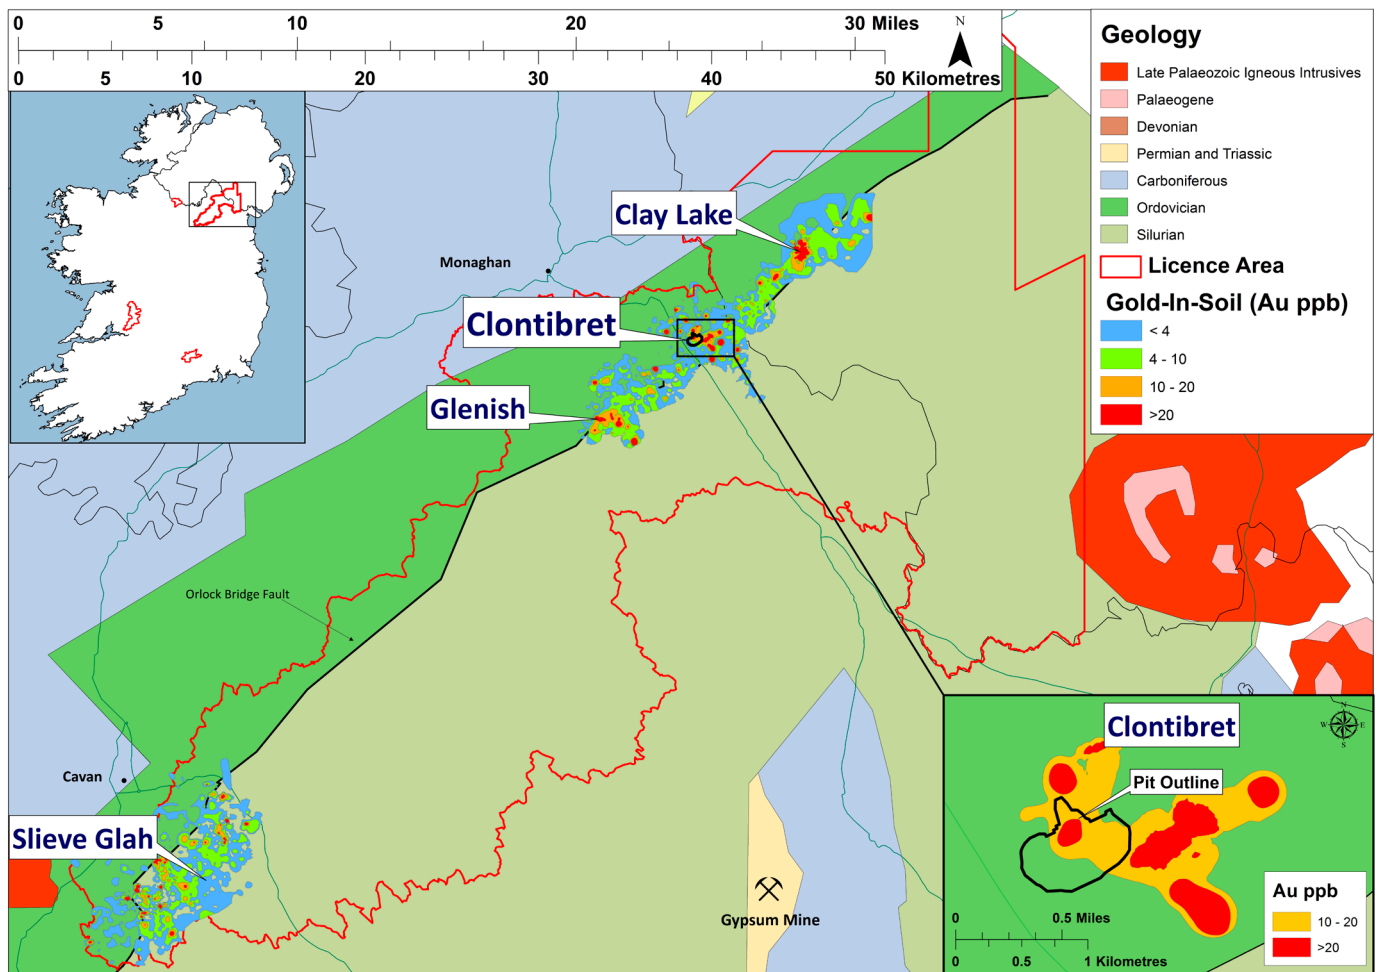 0 5 10 20 30 Miles
0 5 10 20 30 40 50 Kilometres
N
Geology
Late Palaeozoic Igneous Intrusives
Palaeogene
Devonian
Permian and Triassic
Carboniferous
Ordovician
Silurian
Licence Area
Gold-In-Soil (Au ppb)
< 4
4 - 10
10 - 20
>20
Clay Lake
Monaghan
Clontibret
Glenish
Orlock Bridge Fault
Cavan
Slieve Glah
Gypsum Mine
Clontibret
N
W E
S
Pit Outline
Au ppb
10 - 20
>20
0 0.5 Miles
0 0.5 1 Kilometres